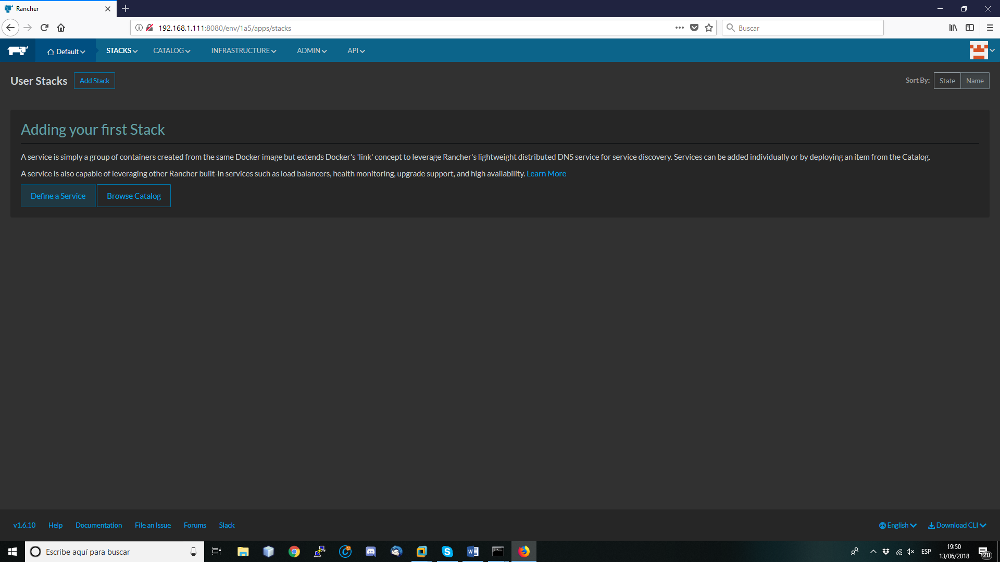 Rancher
192.168.1.111:8080/env/1a5/apps/stacks
Buscar
Default
STACKS
CATALOG
INFRASTRUCTURE
ADMIN
API
User Stacks
Add Stack
Sort By:
State
Name
Adding your first Stack
A service is simply a group of containers created from the same Docker image but extends Docker's 'link' concept to leverage Rancher's lightweight distributed DNS service for service discovery. Services can be added individually or by deploying an item from the Catalog.
A service is also capable of leveraging other Rancher built-in services such as load balancers, health monitoring, upgrade support, and high availability. Learn More
Define a Service
Browse Catalog
v1.6.10
Help
Documentation
File an Issue
Forums
Slack
English
Download CLI
Escribe aquí para buscar
ESP
19:50
13/06/2018
20